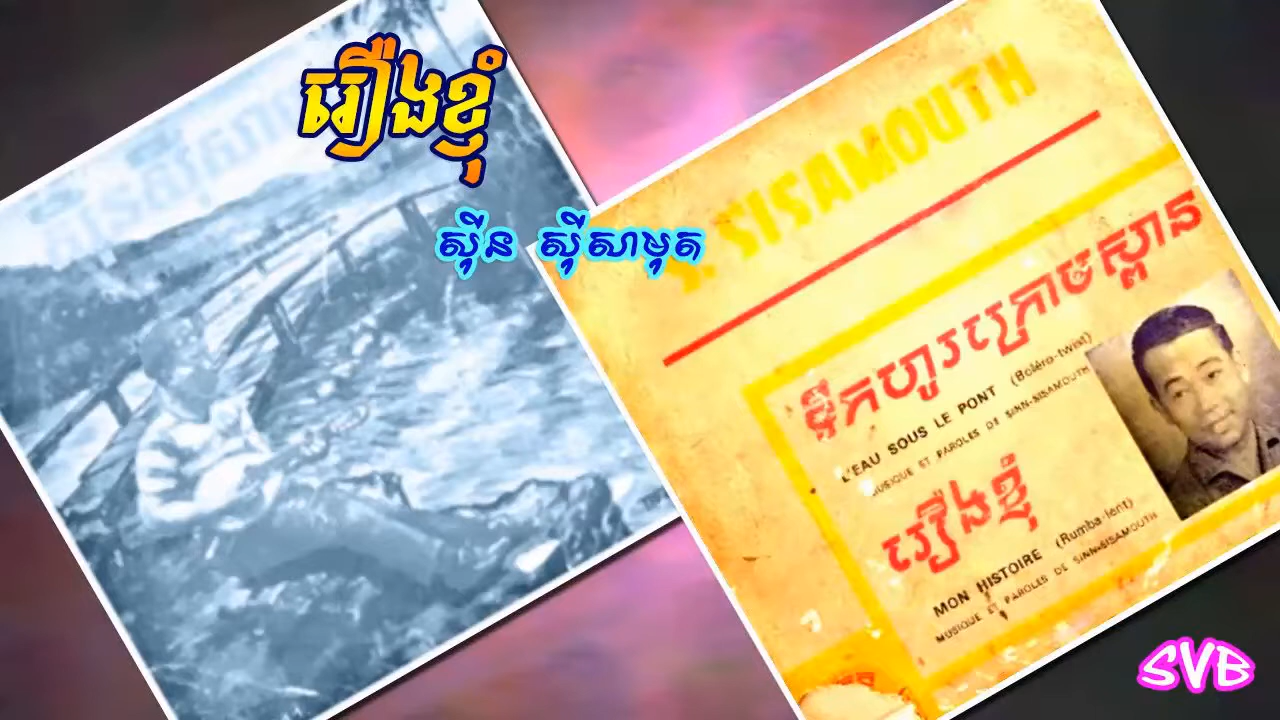 រឿងខ្ញុំ
ស៊ីន ស៊ីសាមុត
S. SISAMOUTH
ទឹកហូរក្រោមស្ពាន
L'EAU SOUS LE PONT (Boléro-twist)
MUSIQUE ET PAROLES DE SINN-SISAMOUTH
រឿងខ្ញុំ
MON HISTOIRE (Rumba lent)
MUSIQUE ET PAROLES DE SINN-SISAMOUTH
SVB